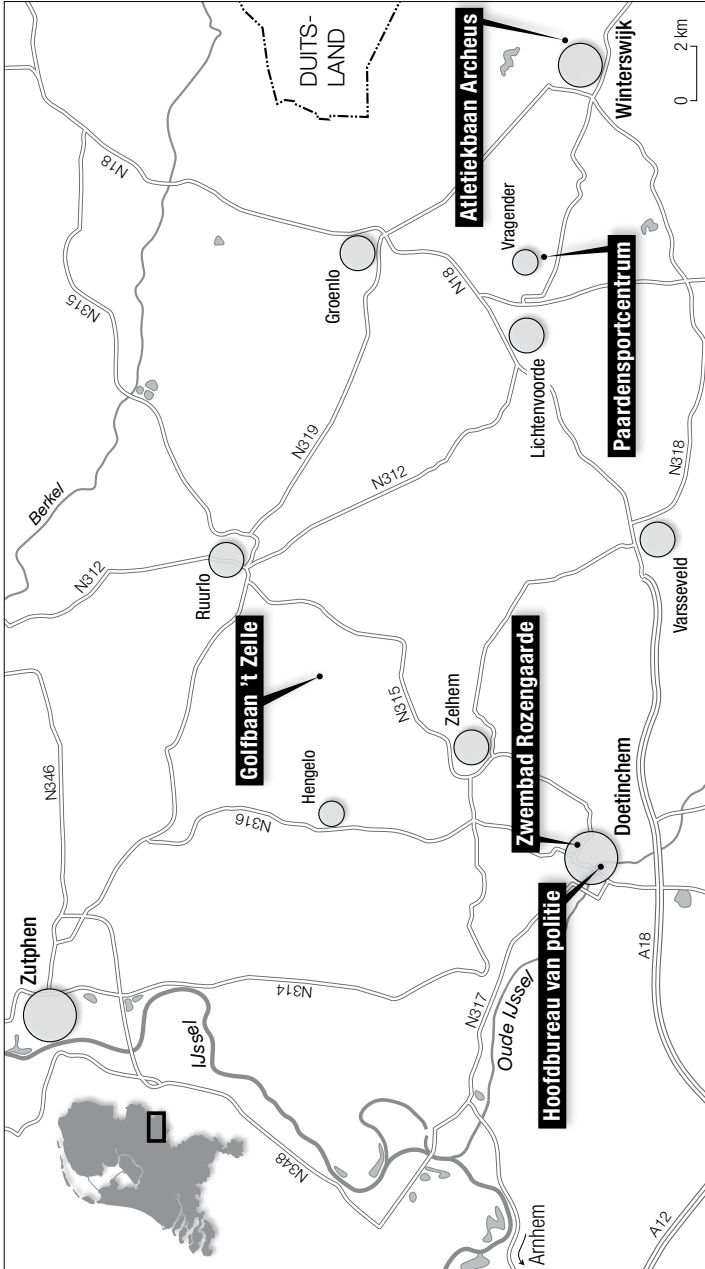 Zutphen
N346
N312
Berkel
N315
N18
DUITS-
LAND
IJssel
N348
N314
N316
Ruurlo
Golfbaan 't Zelle
Hengelo
N319
N312
Groenlo
N18
Atletiekbaan Archeus
Arnhem
A12
N317
Oude IJssel
N315
Zelhem
Zwembad Rozengaarde
Hoofdbureau van politie
Doetinchem
A18
Varsseveld
N318
Lichtenvoorde
Vragender
Paardensportcentrum
Winterswijk
0 2 km